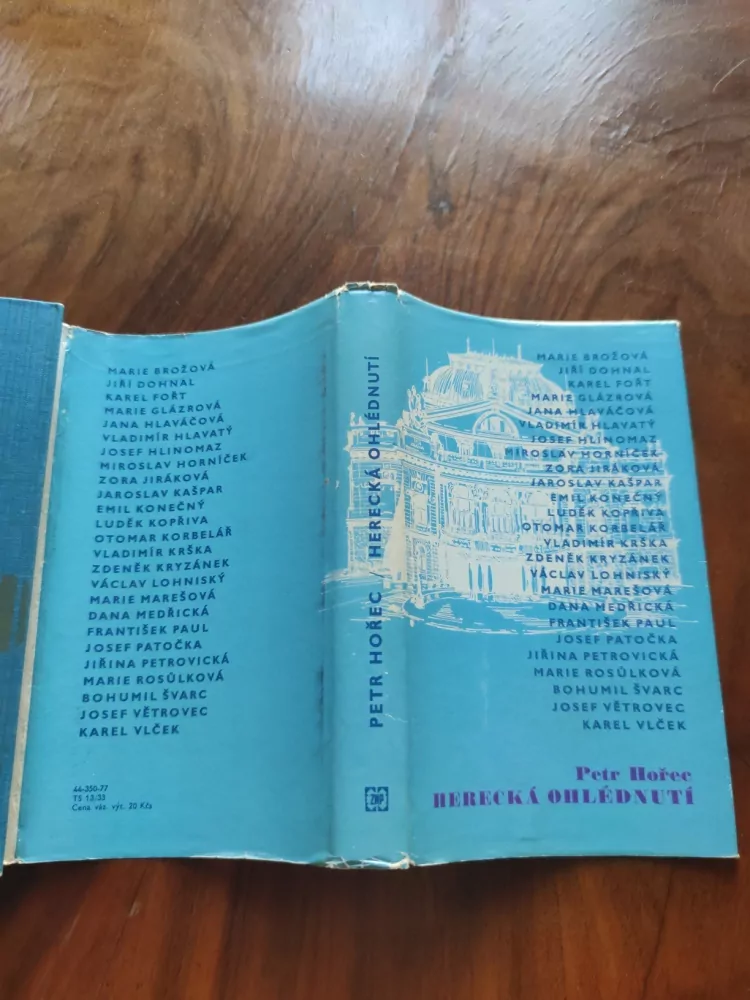 MARIE BROŽOVÁ
JIŘÍ DOHNAL
KAREL FOŘT
MARIE GLÁZROVÁ
JANA HLAVÁČOVÁ
VLADIMÍR HLAVATÝ
JOSEF HLINOMAZ
MIROSLAV HORNÍČEK
ZORA JIRÁKOVÁ
JAROSLAV KAŠPAR
EMIL KONEČNÝ
LUDĚK KOPŘIVA
OTOMAR KORBELÁŘ
VLADIMÍR KRŠKA
ZDENĚK KRYZÁNEK
VÁCLAV LOHNISKÝ
MARIE MAREŠOVÁ
DANA MEDŘICKÁ
FRANTIŠEK PAUL
JOSEF PATOČKA
JIŘINA PETROVICKÁ
MARIE ROSŮLKOVÁ
BOHUMIL ŠVARC
JOSEF VĚTROVEC
KAREL VLČEK
44-350-77
TS 13/33
Cena váz. výt. 20 Kčs
PETR HOŘEC / HERECKÁ OHLÉDNUTÍ
ZNP
MARIE BROŽOVÁ
JIŘÍ DOHNAL
KAREL FOŘT
MARIE GLÁZROVÁ
JANA HLAVÁČOVÁ
VLADIMÍR HLAVATÝ
JOSEF HLINOMAZ
MIROSLAV HORNÍČEK
ZORA JIRÁKOVÁ
JAROSLAV KAŠPAR
EMIL KONEČNÝ
LUDĚK KOPŘIVA
OTOMAR KORBELÁŘ
VLADIMÍR KRŠKA
ZDENĚK KRYZÁNEK
VÁCLAV LOHNISKÝ
MARIE MAREŠOVÁ
DANA MEDŘICKÁ
FRANTIŠEK PAUL
JOSEF PATOČKA
JIŘINA PETROVICKÁ
MARIE ROSŮLKOVÁ
BOHUMIL ŠVARC
JOSEF VĚTROVEC
KAREL VLČEK
Petr Hořec
HERECKÁ OHLÉDNUTÍ